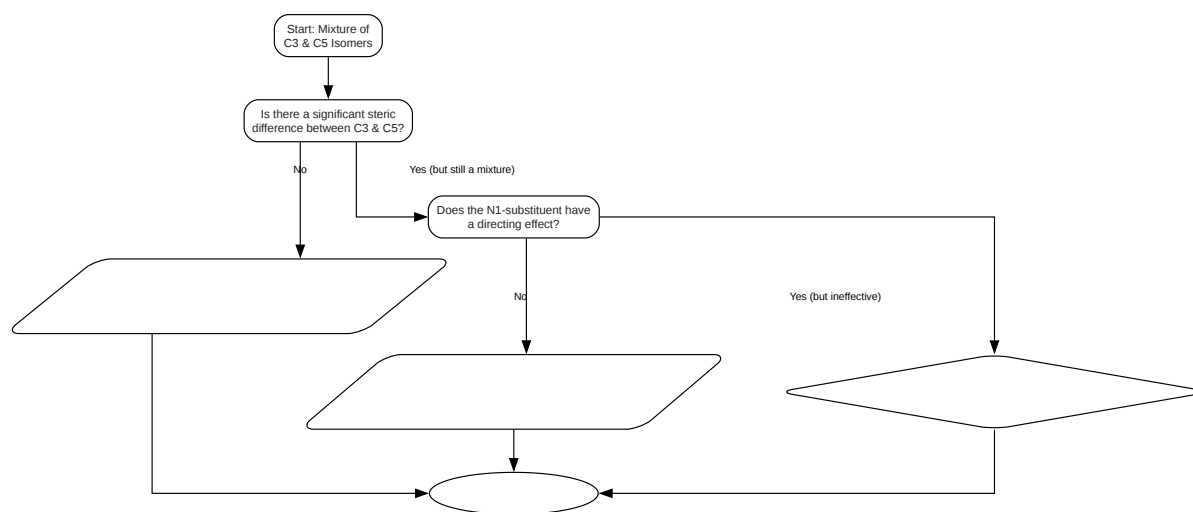 Start: Mixture of
C3 & C5 Isomers
Is there a significant steric
difference between C3 & C5?
No
Yes (but still a mixture)
Does the N1-substituent have
a directing effect?
No
Yes (but ineffective)